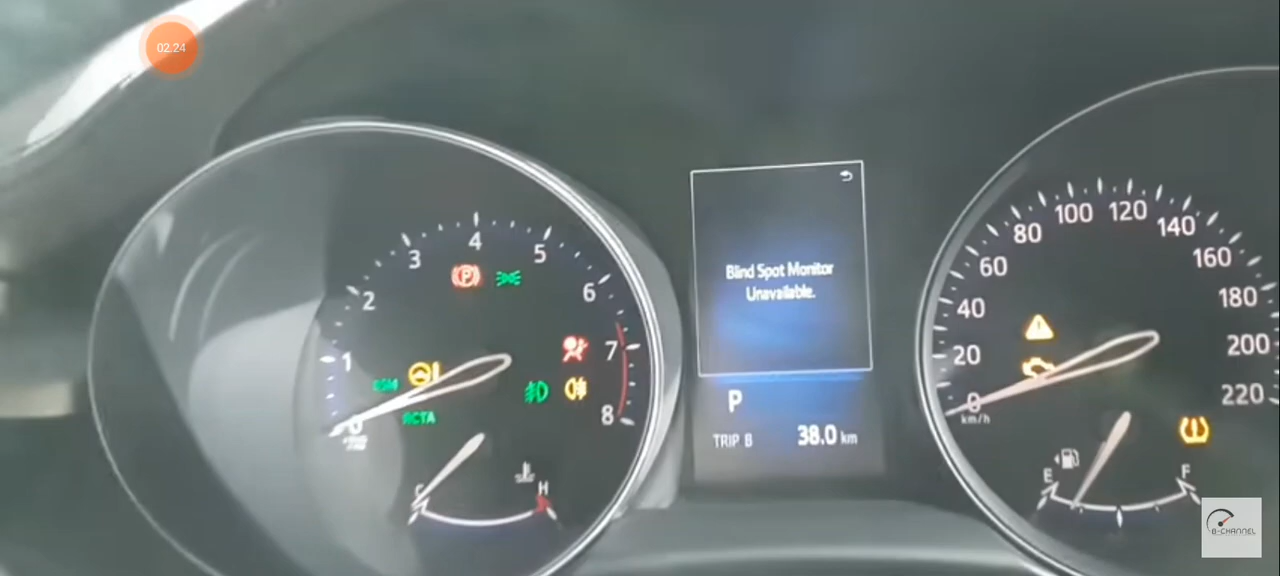 02:24
Blind Spot Monitor
Unavailable.
P
TRIP B 38.0 km
1
2
3
4
5
6
7
8
P
BSM
RCTA
C
H
0
20
40
60
80
100
120
140
160
180
200
220
km/h
E
F
B-CHANNEL